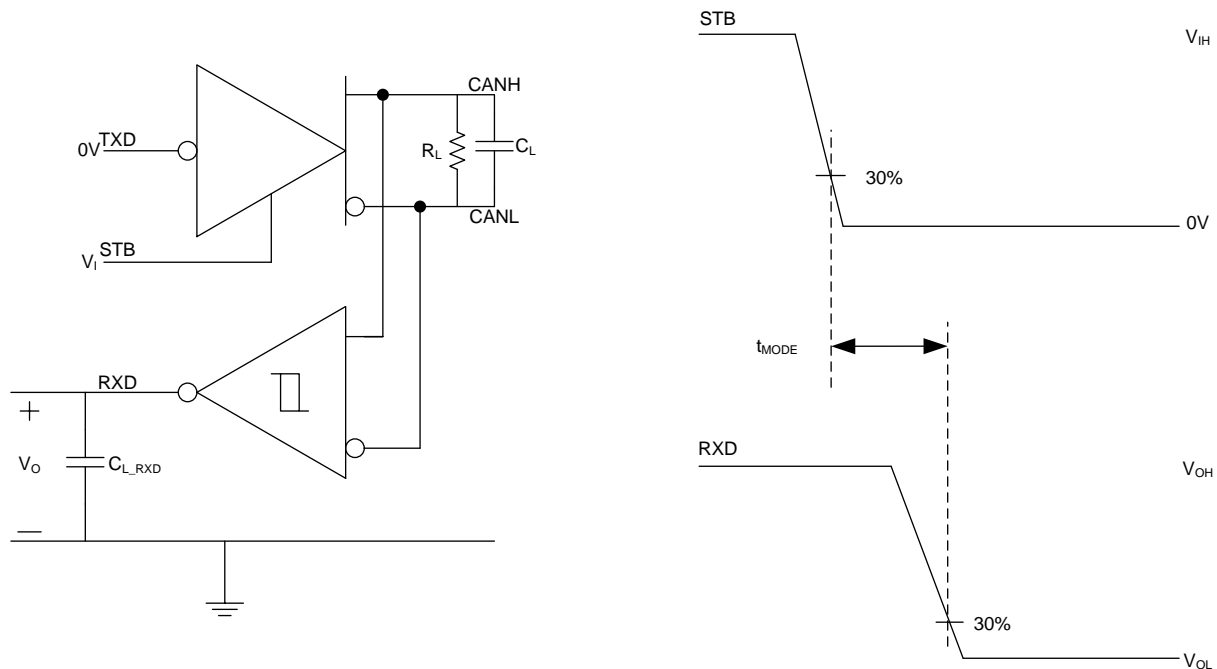 CANH
TXD
0V
R_L
C_L
CANL
STB
V_I
RXD
+
V_O
C_L_RXD
—
STB
V_IH
30%
0V
t_MODE
RXD
V_OH
30%
V_OL